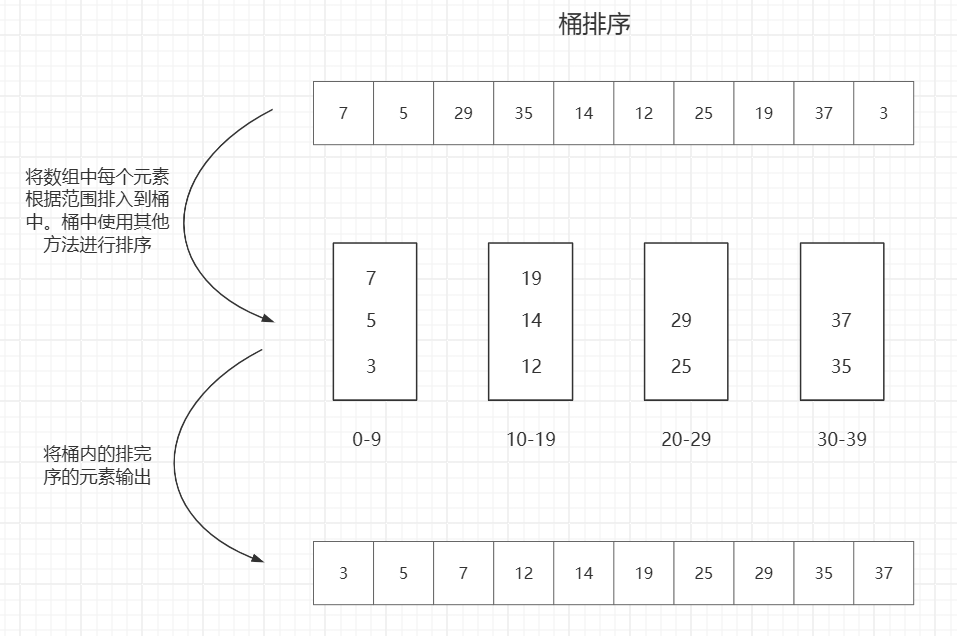 桶排序
7 5 29 35 14 12 25 19 37 3
将数组中每个元素
根据范围排入到桶
中。桶中使用其他
方法进行排序
7 19
5 14 29 37
3 12 25 35
0-9 10-19 20-29 30-39
将桶内的排完
序的元素输出
3 5 7 12 14 19 25 29 35 37